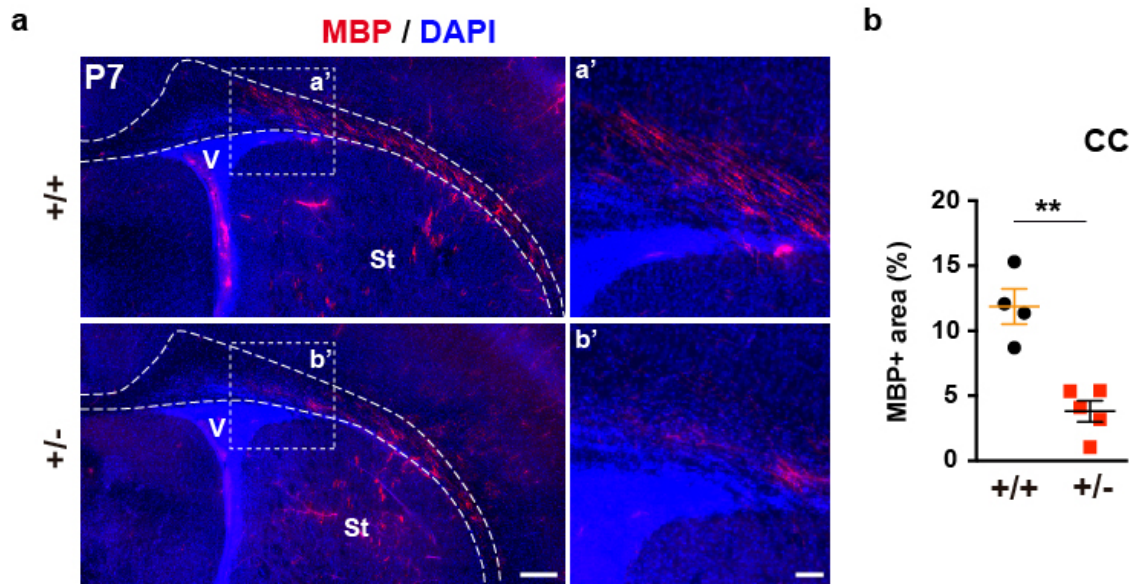 a
MBP / DAPI
P7
a’
V
St
+/+
a’
b’
V
St
+/-
b’
b
CC
**
20
15
10
5
0
MBP+ area (%)
+/+
+/-